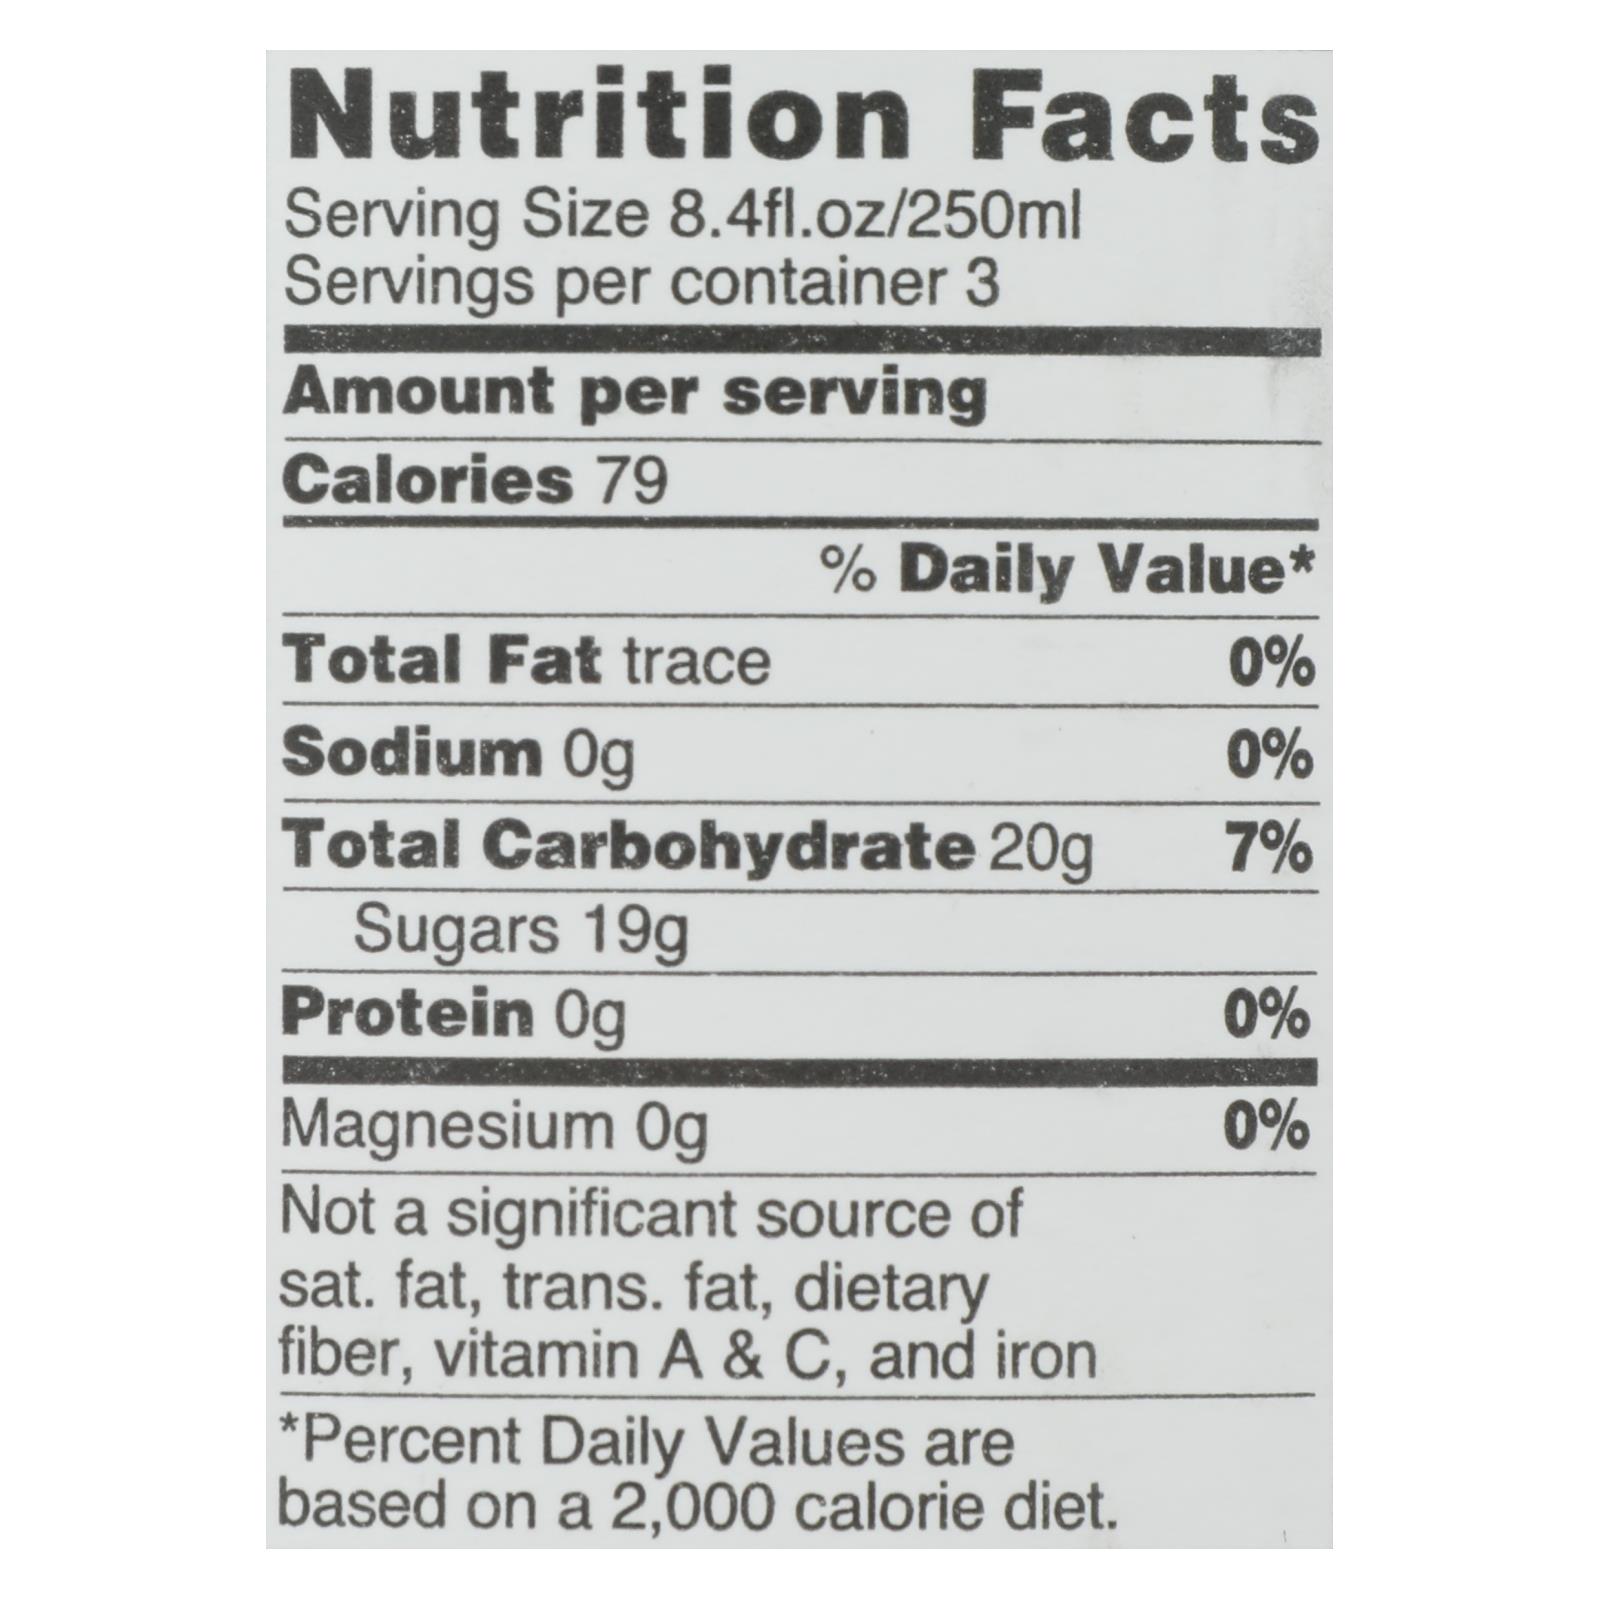 Nutrition Facts
Serving Size 8.4fl.oz/250ml
Servings per container 3
Amount per serving
Calories 79
% Daily Value*
Total Fat trace 0%
Sodium 0g 0%
Total Carbohydrate 20g 7%
Sugars 19g
Protein 0g 0%
Magnesium 0g 0%
Not a significant source of
sat. fat, trans. fat, dietary
fiber, vitamin A & C, and iron
*Percent Daily Values are
based on a 2,000 calorie diet.